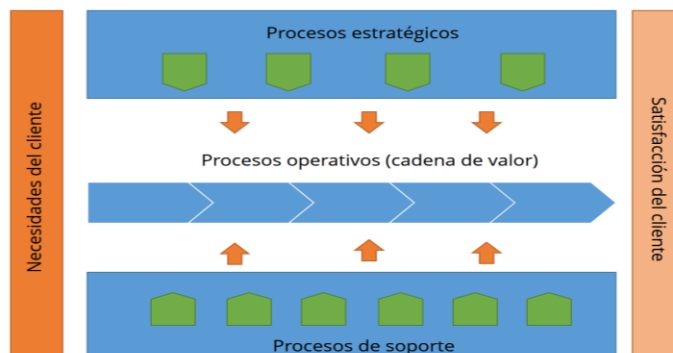 Necesidades del cliente
Procesos estratégicos
Procesos operativos (cadena de valor)
Procesos de soporte
Satisfacción del cliente